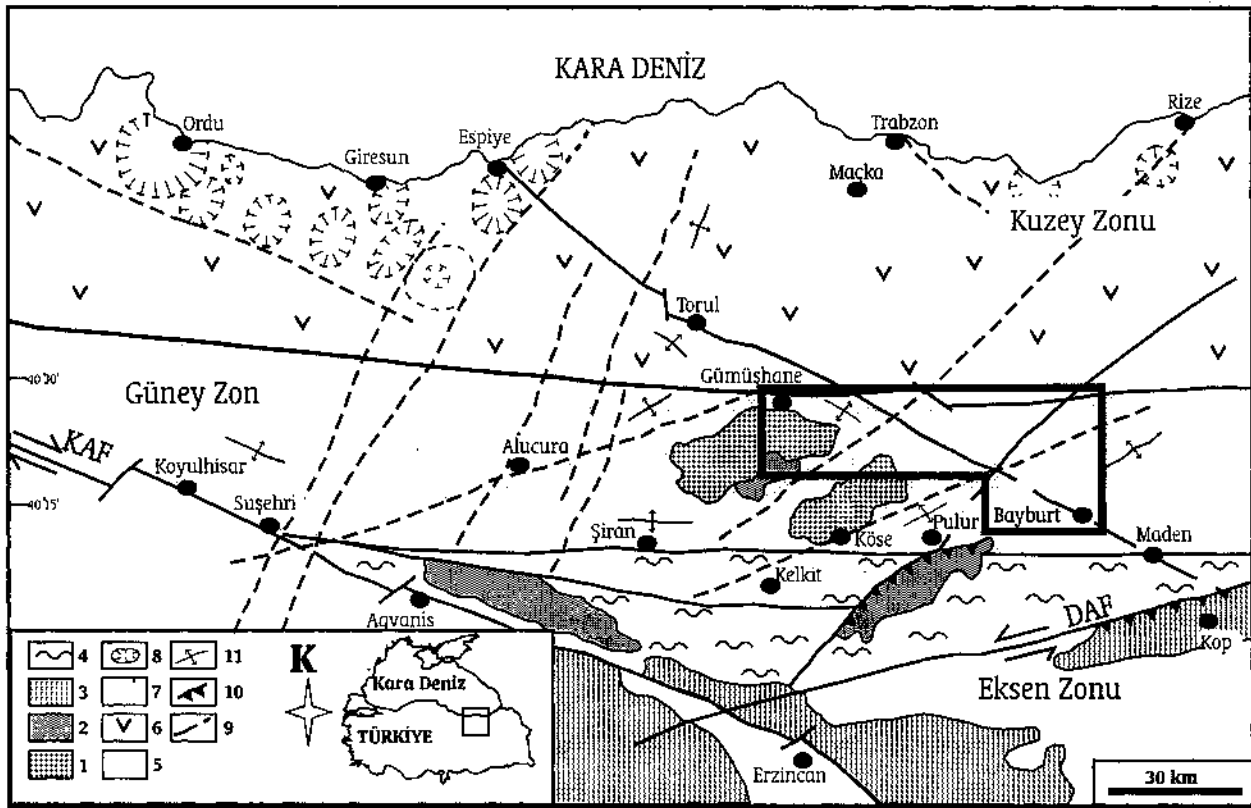 KARA DENİZ
Ordu
Giresun
Espiye
Trabzon
Rize
Maçka
Kuzey Zonu
Torul
40°30'
Güney Zon
Gümüşhane
KAF
Koyulhisar
Alucura
40°15'
Suşehri
Şiran
Köse
Pulur
Bayburt
Maden
Kelkit
Aqvanis
DAF
Kop
Eksen Zonu
Erzincan
4
8
11
3
7
10
2
6
9
1
5
K
Kara Deniz
TÜRKİYE
30 km